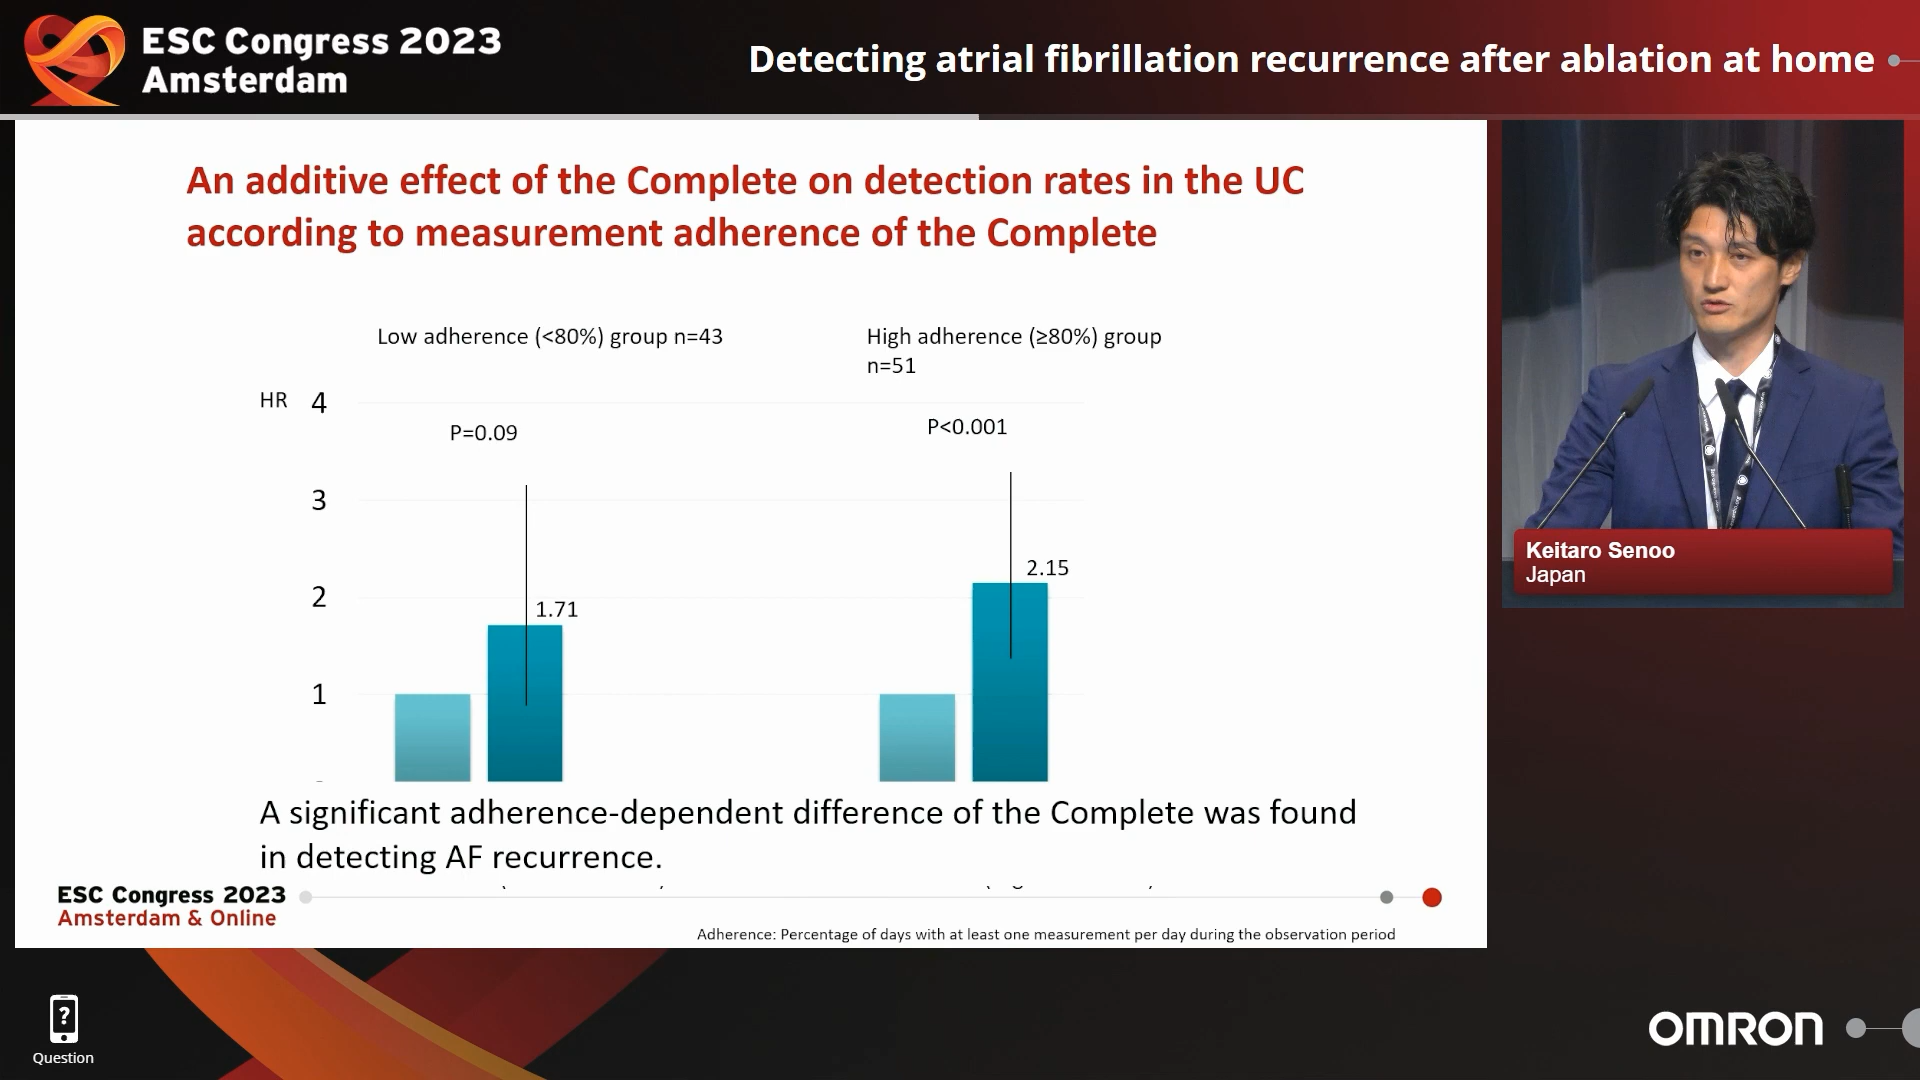 ESC Congress 2023
Amsterdam
Detecting atrial fibrillation recurrence after ablation at home
An additive effect of the Complete on detection rates in the UC
according to measurement adherence of the Complete
Low adherence (<80%) group n=43
High adherence (≥80%) group
n=51
HR
4
P=0.09
P<0.001
3
2.15
2
1.71
1
A significant adherence-dependent difference of the Complete was found
in detecting AF recurrence.
ESC Congress 2023
Amsterdam & Online
Adherence: Percentage of days with at least one measurement per day during the observation period
Keitaro Senoo
Japan
?
Question
OMRON